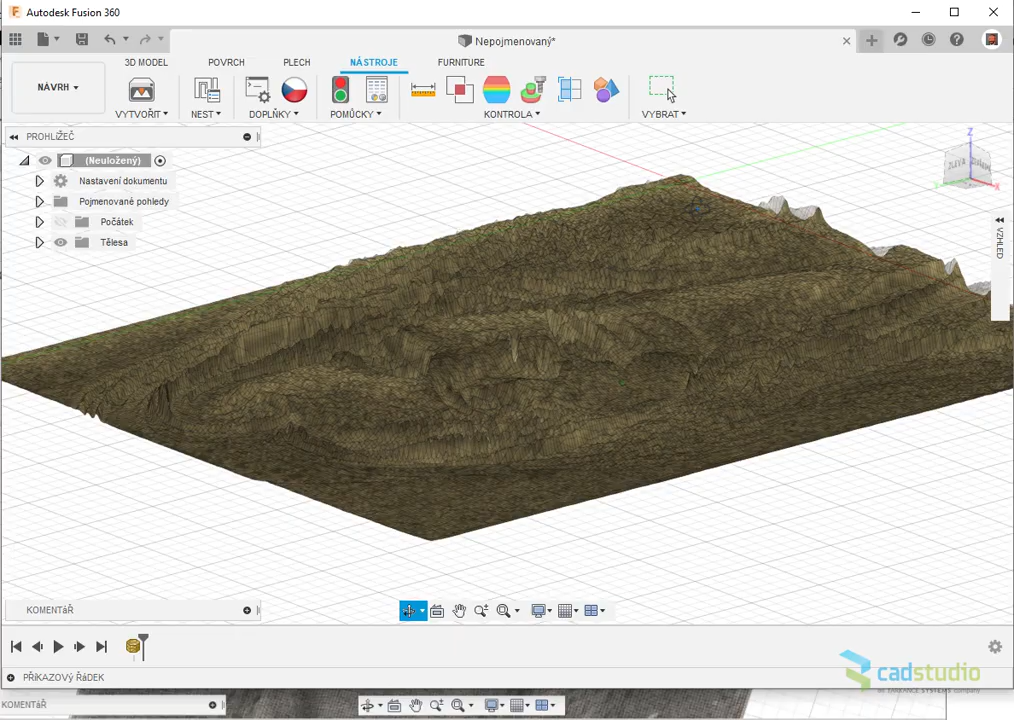 Autodesk Fusion 360
Nepojmenovaný*
3D MODEL
POVRCH
PLECH
NÁSTROJE
FURNITURE
NÁVRH
VYTVOŘIT
NEST
DOPLŇKY
POMŮCKY
KONTROLA
VYBRAT
PROHLÍŽEČ
(Neuložený)
Nastavení dokumentu
Pojmenované pohledy
Počátek
Tělesa
Z
ZLEVA
X
VZHLED
KOMENTář
PŘíKAZOVÝ ŘáDEK
cadstudio
KOMENTář